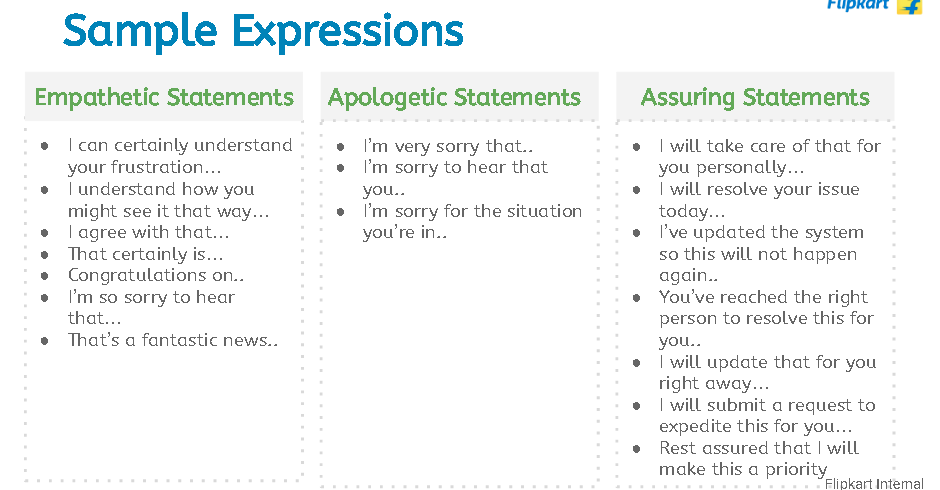 Flipkart
Sample Expressions
Empathetic Statements
● I can certainly understand
your frustration...
● I understand how you
might see it that way...
● I agree with that...
● That certainly is...
● Congratulations on..
● I'm so sorry to hear
that...
● That's a fantastic news..
Apologetic Statements
● I'm very sorry that..
● I'm sorry to hear that
you..
● I'm sorry for the situation
you're in..
Assuring Statements
● I will take care of that for
you personally...
● I will resolve your issue
today...
● I've updated the system
so this will not happen
again..
● You've reached the right
person to resolve this for
you..
● I will update that for you
right away...
● I will submit a request to
expedite this for you...
● Rest assured that I will
make this a priority
Flipkart Internal